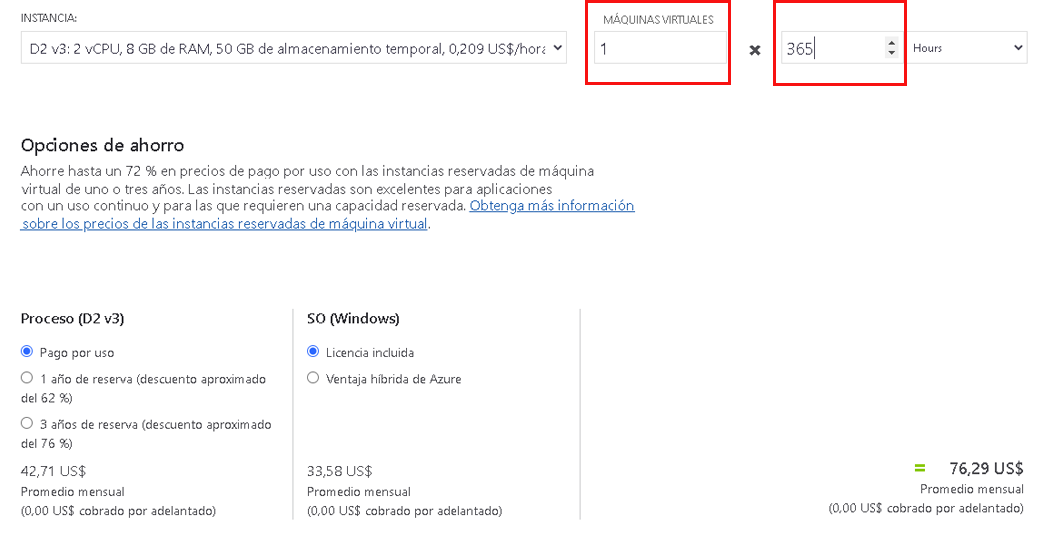 INSTANCIA:
MÁQUINAS VIRTUALES
D2 v3: 2 vCPU, 8 GB de RAM, 50 GB de almacenamiento temporal, 0,209 US$/hora
1
×
365
Hours
Opciones de ahorro
Ahorre hasta un 72 % en precios de pago por uso con las instancias reservadas de máquina
virtual de uno o tres años. Las instancias reservadas son excelentes para aplicaciones
con un uso continuo y para las que requieren una capacidad reservada. Obtenga más información
sobre los precios de las instancias reservadas de máquina virtual.
Proceso (D2 v3)
Pago por uso
1 año de reserva (descuento aproximado
del 62 %)
3 años de reserva (descuento aproximado
del 76 %)
42,71 US$
Promedio mensual
(0,00 US$ cobrado por adelantado)
SO (Windows)
Licencia incluida
Ventaja híbrida de Azure
33,58 US$
Promedio mensual
(0,00 US$ cobrado por adelantado)
= 76,29 US$
Promedio mensual
(0,00 US$ cobrado por adelantado)